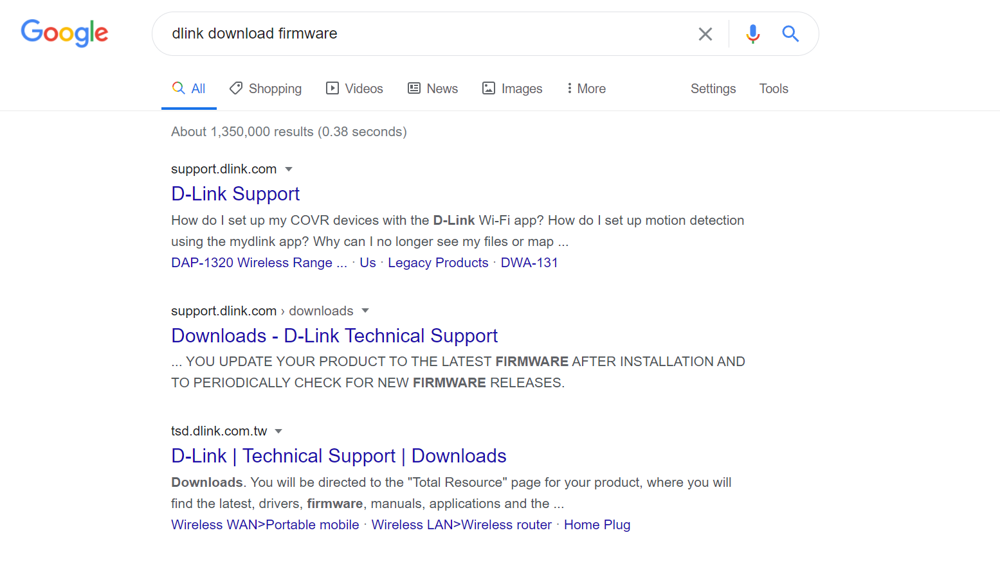 Google
dlink download firmware
All Shopping Videos News Images More Settings Tools
About 1,350,000 results (0.38 seconds)
support.dlink.com
D-Link Support
How do I set up my COVR devices with the D-Link Wi-Fi app? How do I set up motion detection
using the mydlink app? Why can I no longer see my files or map ...
DAP-1320 Wireless Range ... · Us · Legacy Products · DWA-131
support.dlink.com › downloads
Downloads - D-Link Technical Support
... YOU UPDATE YOUR PRODUCT TO THE LATEST FIRMWARE AFTER INSTALLATION AND
TO PERIODICALLY CHECK FOR NEW FIRMWARE RELEASES.
tsd.dlink.com.tw
D-Link | Technical Support | Downloads
Downloads. You will be directed to the "Total Resource" page for your product, where you will
find the latest, drivers, firmware, manuals, applications and the ...
Wireless WAN>Portable mobile · Wireless LAN>Wireless router · Home Plug